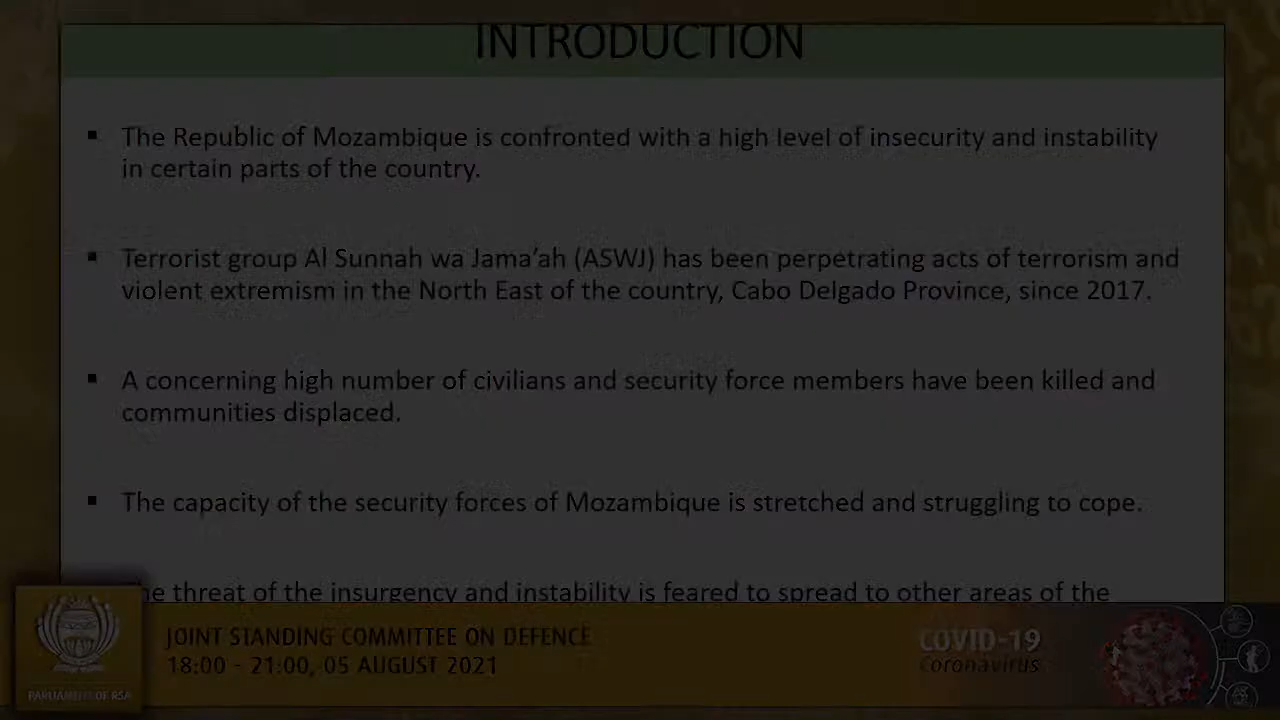 INTRODUCTION
▪ The Republic of Mozambique is confronted with a high level of insecurity and instability
in certain parts of the country.
▪ Terrorist group Al Sunnah wa Jama’ah (ASWJ) has been perpetrating acts of terrorism and
violent extremism in the North East of the country, Cabo Delgado Province, since 2017.
▪ A concerning high number of civilians and security force members have been killed and
communities displaced.
▪ The capacity of the security forces of Mozambique is stretched and struggling to cope.
threat of the insurgency and instability is feared to spread to other areas of the
JOINT STANDING COMMITTEE ON DEFENCE
18:00 - 21:00, 05 AUGUST 2021
PARLIAMENT OF RSA
COVID-19
Coronavirus